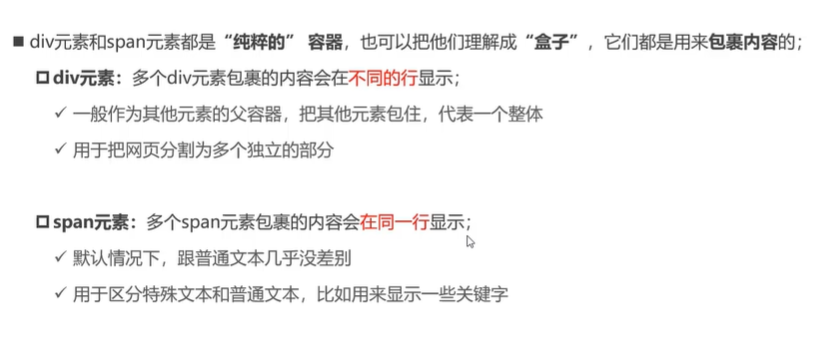 ■ div元素和span元素都是“纯粹的” 容器，也可以把他们理解成“盒子”，它们都是用来包裹内容的；
□ div元素：多个div元素包裹的内容会在不同的行显示；
✓ 一般作为其他元素的父容器，把其他元素包住，代表一个整体
✓ 用于把网页分割为多个独立的部分
□ span元素：多个span元素包裹的内容会在同一行显示；
✓ 默认情况下，跟普通文本几乎没差别
✓ 用于区分特殊文本和普通文本，比如用来显示一些关键字